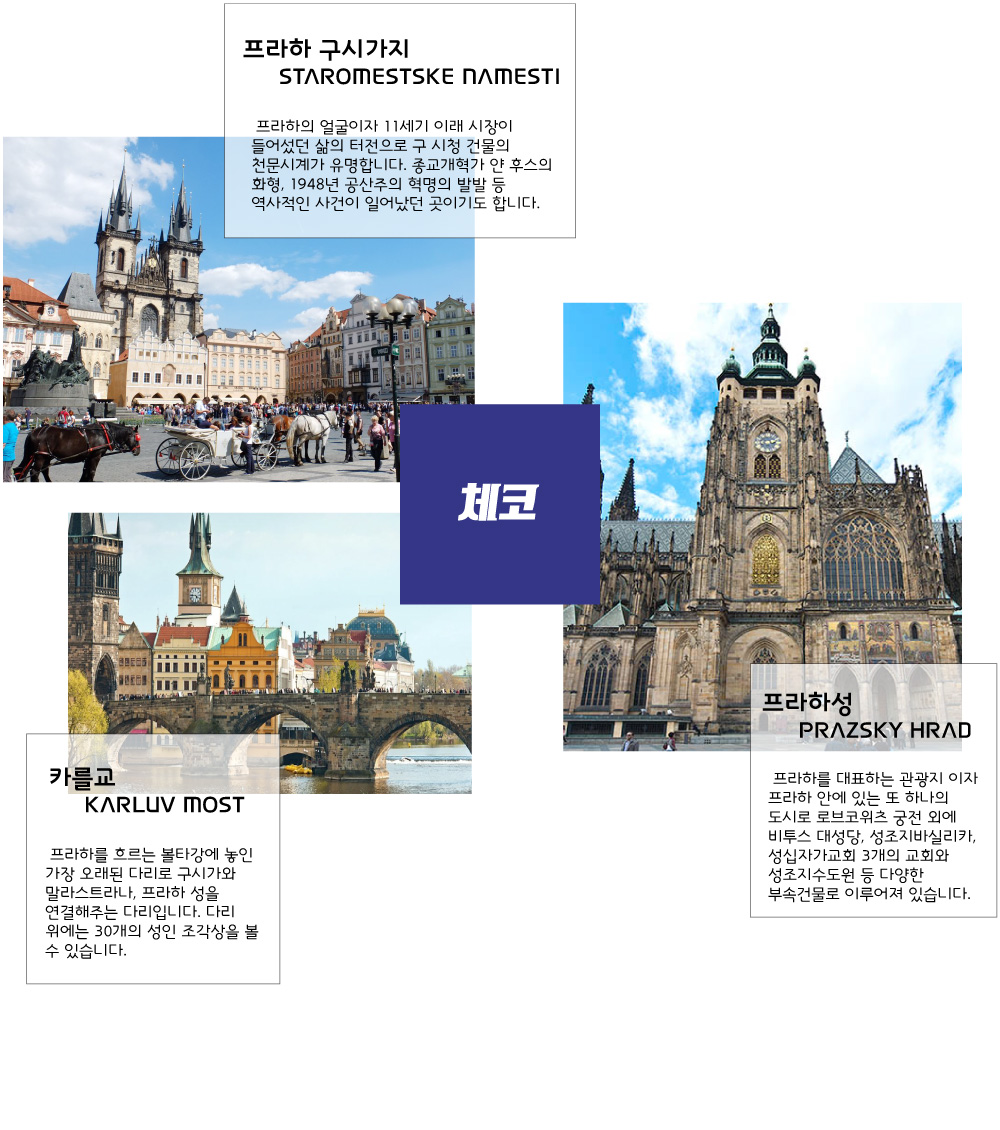 프라하 구시가지
STAROMESTSKE NAMESTI
프라하의 얼굴이자 11세기 이래 시장이
들어섰던 삶의 터전으로 구 시청 건물의
천문시계가 유명합니다. 종교개혁가 얀 후스의
화형, 1948년 공산주의 혁명의 발발 등
역사적인 사건이 일어났던 곳이기도 합니다.
체코
프라하성
PRAZSKY HRAD
프라하를 대표하는 관광지 이자
프라하 안에 있는 또 하나의
도시로 로브코위츠 궁전 외에
비투스 대성당, 성조지바실리카,
성십자가교회 3개의 교회와
성조지수도원 등 다양한
부속건물로 이루어져 있습니다.
카를교
KARLUV MOST
프라하를 흐르는 볼타강에 놓인
가장 오래된 다리로 구시가와
말라스트라나, 프라하 성을
연결해주는 다리입니다. 다리
위에는 30개의 성인 조각상을 볼
수 있습니다.